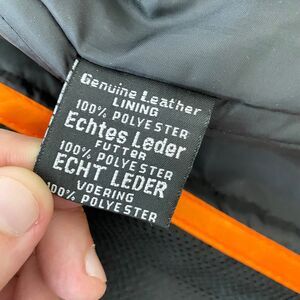 Genuine Leather
LINING
100% POLYESTER
Echtes Leder
FUTTER
100% POLYESTER
ECHT LEDER
VOERING
100% POLYESTER